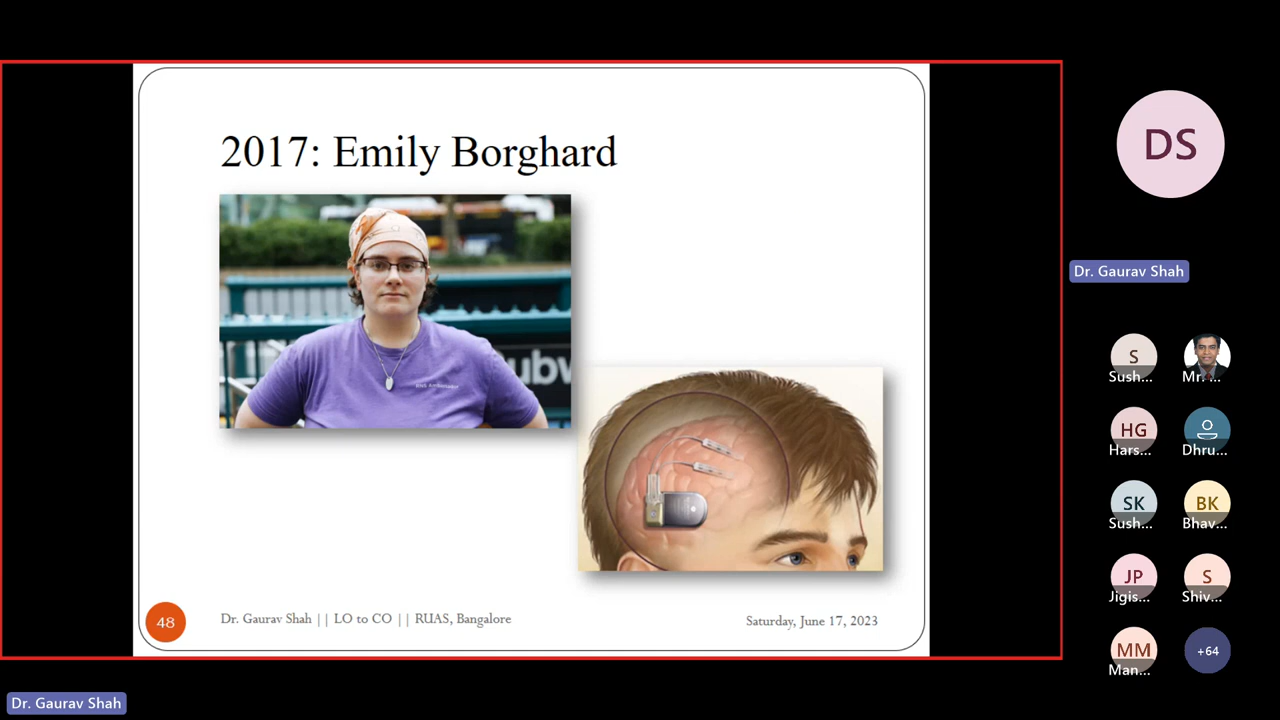 2017: Emily Borghard
ubw
48
Dr. Gaurav Shah || LO to CO || RUAS, Bangalore
Saturday, June 17, 2023
DS
Dr. Gaurav Shah
S
Sush...
Mr. ...
HG
Hars...
Dhru...
SK
Sush...
BK
Bhav...
JP
Jigis...
S
Shiv...
MM
Man...
+64
Dr. Gaurav Shah